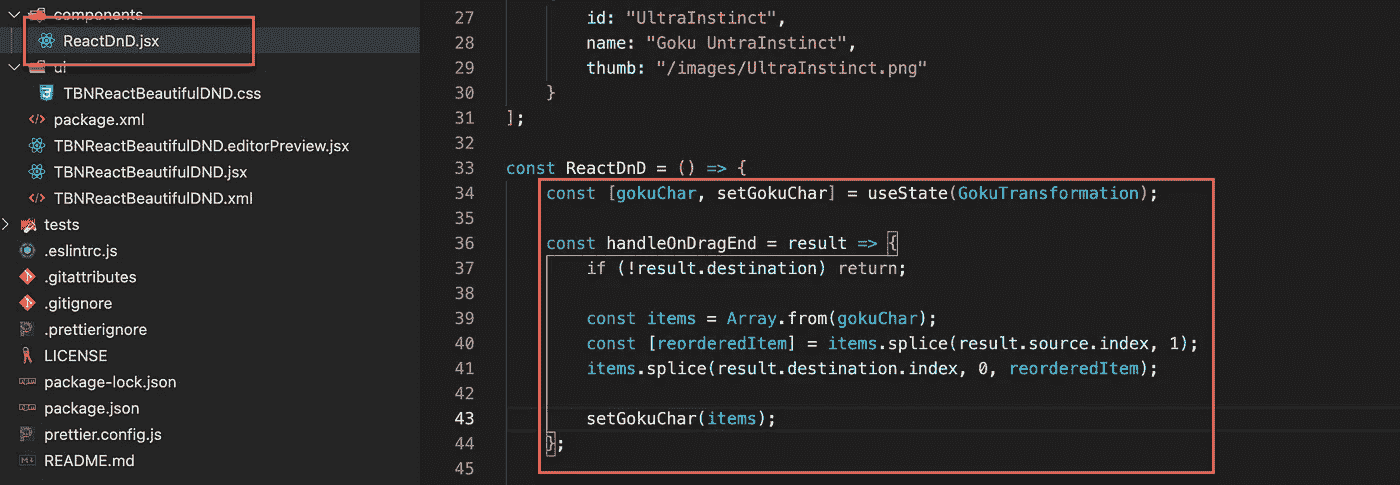 components
ReactDnD.jsx
ui
TBNReactBeautifulDND.css
package.xml
TBNReactBeautifulDND.editorPreview.jsx
TBNReactBeautifulDND.jsx
TBNReactBeautifulDND.xml
tests
.eslintrc.js
.gitattributes
.gitignore
.prettierignore
LICENSE
package-lock.json
package.json
prettier.config.js
README.md
27 id: "UltraInstinct",
28 name: "Goku UntraInstinct",
29 thumb: "/images/UltraInstinct.png"
30 }
31 ];
32
33 const ReactDnD = () => {
34 const [gokuChar, setGokuChar] = useState(GokuTransformation);
35
36 const handleOnDragEnd = result => {
37 if (!result.destination) return;
38
39 const items = Array.from(gokuChar);
40 const [reorderedItem] = items.splice(result.source.index, 1);
41 items.splice(result.destination.index, 0, reorderedItem);
42
43 setGokuChar(items);
44 };
45